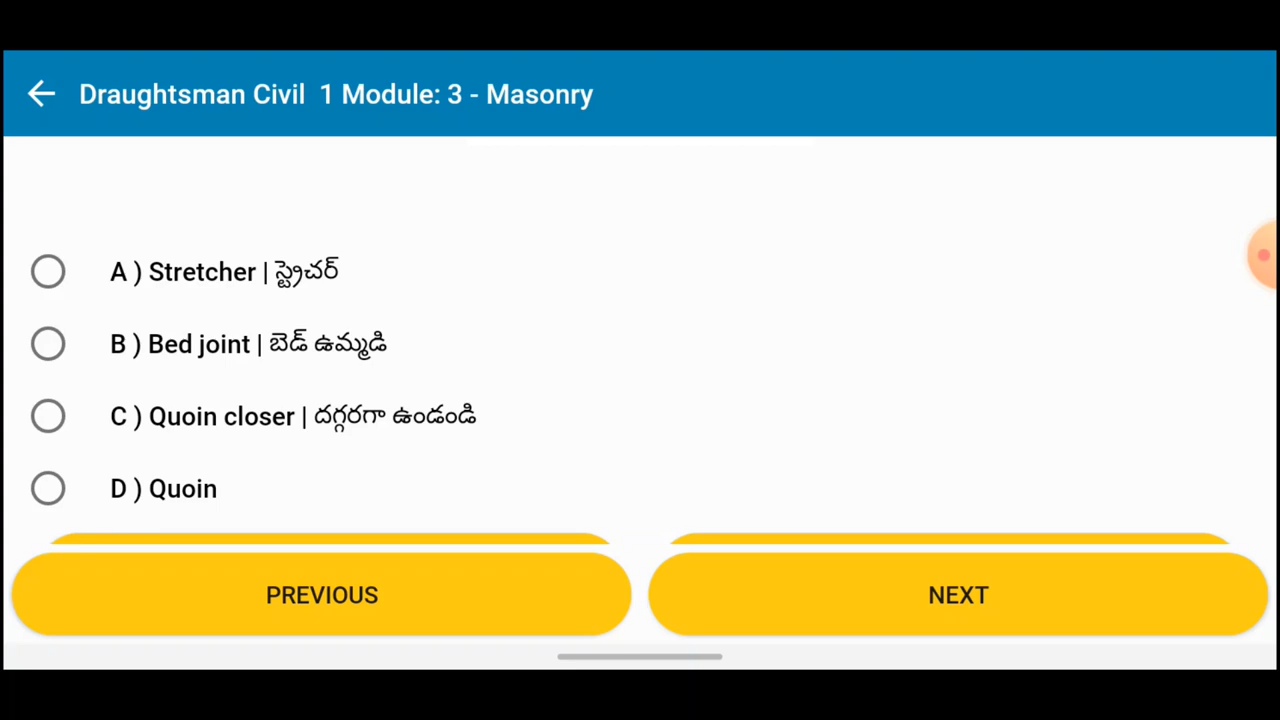 Draughtsman Civil  1 Module: 3 - Masonry
A ) Stretcher | స్ట్రెచర్
B ) Bed joint | బెడ్ ఉమ్మడి
C ) Quoin closer | దగ్గరగా ఉండండి
D ) Quoin
PREVIOUS
NEXT